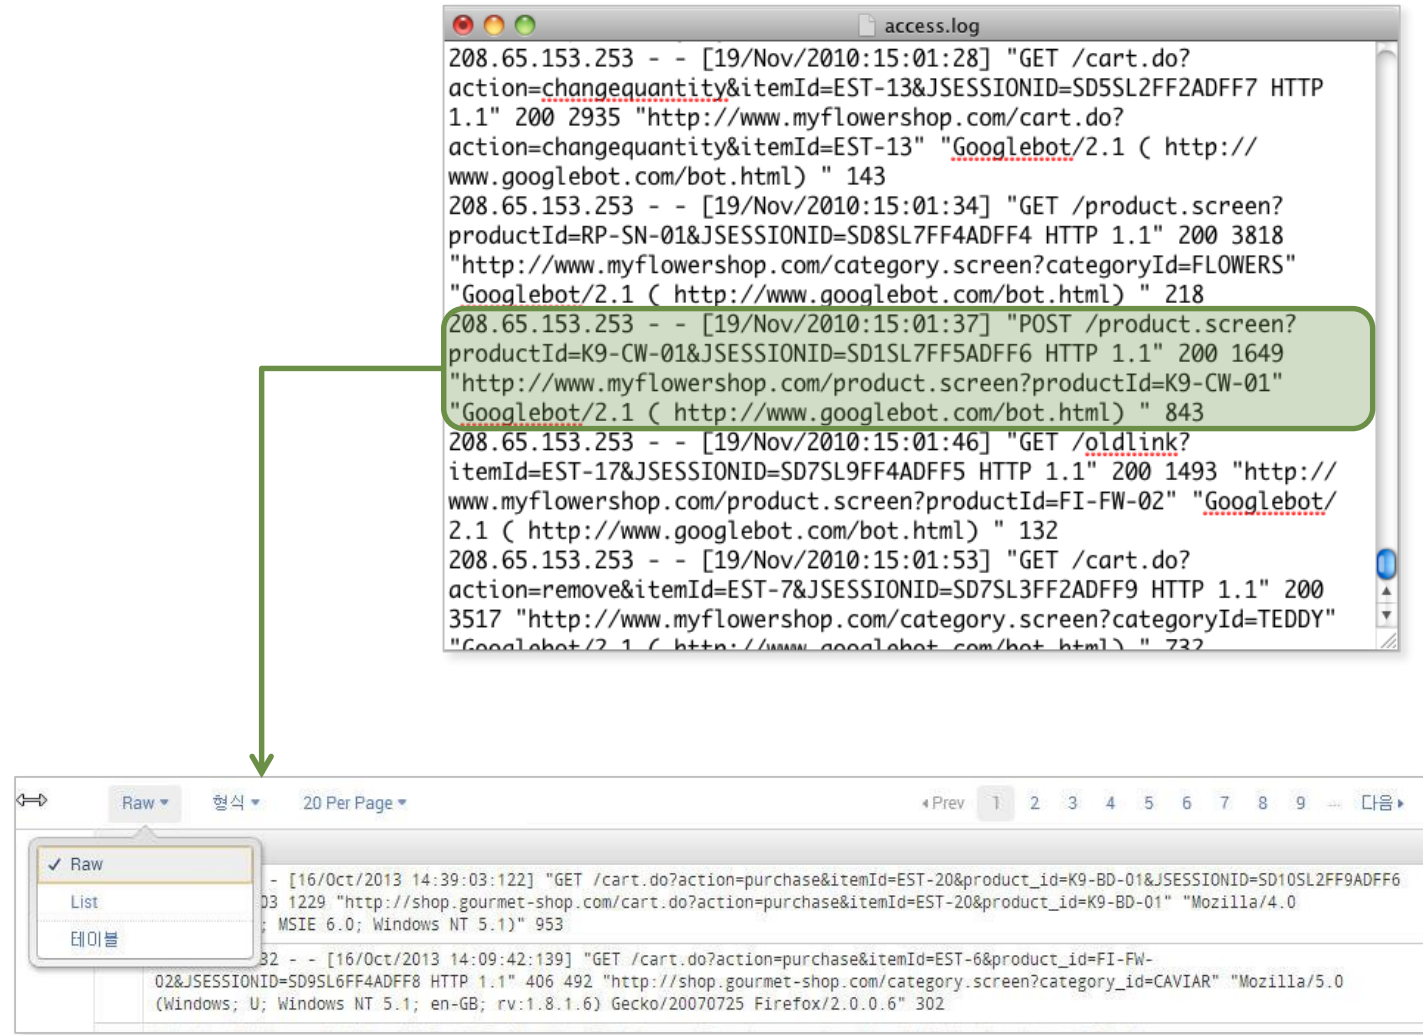 access.log
208.65.153.253 - - [19/Nov/2010:15:01:28] "GET /cart.do?
action=changequantity&itemId=EST-13&JSESSIONID=SD5SL2FF2ADFF7 HTTP
1.1" 200 2935 "http://www.myflowershop.com/cart.do?
action=changequantity&itemId=EST-13" "Googlebot/2.1 ( http://
www.googlebot.com/bot.html) " 143
208.65.153.253 - - [19/Nov/2010:15:01:34] "GET /product.screen?
productId=RP-SN-01&JSESSIONID=SD8SL7FF4ADFF4 HTTP 1.1" 200 3818
"http://www.myflowershop.com/category.screen?categoryId=FLOWERS"
"Googlebot/2.1 ( http://www.googlebot.com/bot.html) " 218
208.65.153.253 - - [19/Nov/2010:15:01:37] "POST /product.screen?
productId=K9-CW-01&JSESSIONID=SD1SL7FF5ADFF6 HTTP 1.1" 200 1649
"http://www.myflowershop.com/product.screen?productId=K9-CW-01"
"Googlebot/2.1 ( http://www.googlebot.com/bot.html) " 843
208.65.153.253 - - [19/Nov/2010:15:01:46] "GET /oldlink?
itemId=EST-17&JSESSIONID=SD7SL9FF4ADFF5 HTTP 1.1" 200 1493 "http://
www.myflowershop.com/product.screen?productId=FI-FW-02" "Googlebot/
2.1 ( http://www.googlebot.com/bot.html) " 132
208.65.153.253 - - [19/Nov/2010:15:01:53] "GET /cart.do?
action=remove&itemId=EST-7&JSESSIONID=SD7SL3FF2ADFF9 HTTP 1.1" 200
3517 "http://www.myflowershop.com/category.screen?categoryId=TEDDY"
"Googlebot/2.1 ( http://www.googlebot.com/bot.html) " 732
Raw 형식 20 Per Page Prev 1 2 3 4 5 6 7 8 9 ... 다음
Raw
List
테이블
- [16/Oct/2013 14:39:03:122] "GET /cart.do?action=purchase&itemId=EST-20&product_id=K9-BD-01&JSESSIONID=SD10SL2FF9ADFF6
03 1229 "http://shop.gourmet-shop.com/cart.do?action=purchase&itemId=EST-20&product_id=K9-BD-01" "Mozilla/4.0
; MSIE 6.0; Windows NT 5.1)" 953
32 - - [16/Oct/2013 14:09:42:139] "GET /cart.do?action=purchase&itemId=EST-6&product_id=FI-FW-
02&JSESSIONID=SD9SL6FF4ADFF8 HTTP 1.1" 406 492 "http://shop.gourmet-shop.com/category.screen?category_id=CAVIAR" "Mozilla/5.0
(Windows; U; Windows NT 5.1; en-GB; rv:1.8.1.6) Gecko/20070725 Firefox/2.0.0.6" 302